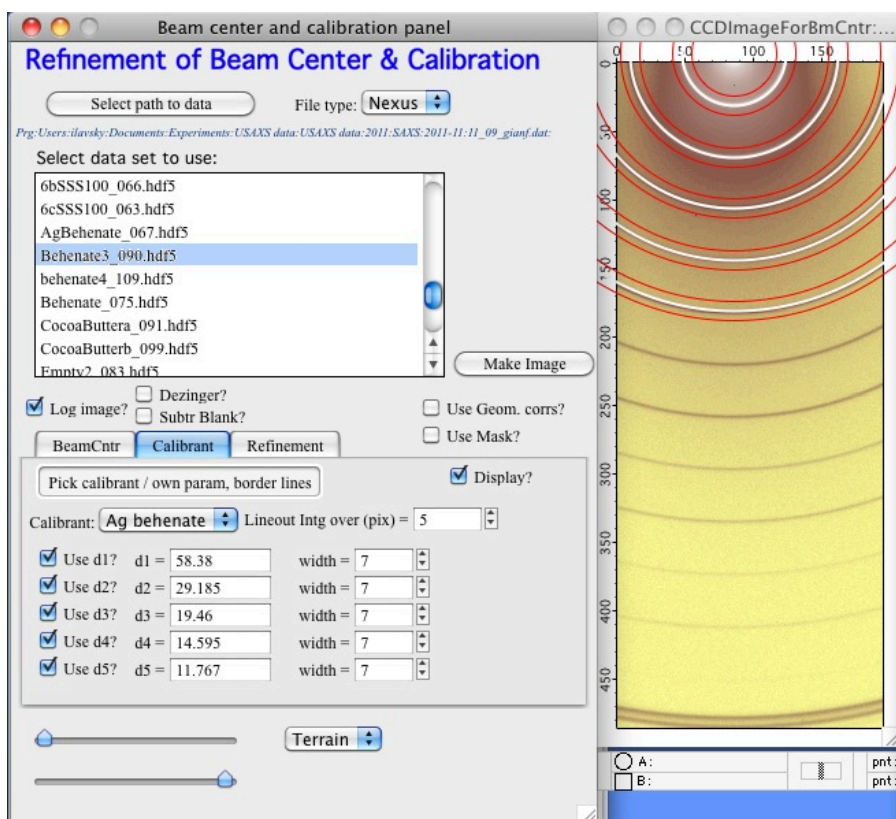 Beam center and calibration panel
Refinement of Beam Center & Calibration
Select path to data
File type: Nexus
Prg:Users:ilavsky:Documents:Experiments:USAXS data:USAXS data:2011:SAXS:2011-11:11_09_gianf.dat:
Select data set to use:
6bSSS100_066.hdf5
6cSSS100_063.hdf5
AgBehenate_067.hdf5
Behenate3_090.hdf5
behenate4_109.hdf5
Behenate_075.hdf5
CocoaButtera_091.hdf5
CocoaButterb_099.hdf5
Empty2_083.hdf5
Make Image
Log image?
Dezinger?
Subtr Blank?
Use Geom. corrs?
Use Mask?
BeamCntr Calibrant Refinement
Pick calibrant / own param, border lines
Display?
Calibrant: Ag behenate Lineout Intg over (pix) = 5
Use d1? d1 = 58.38 width = 7
Use d2? d2 = 29.185 width = 7
Use d3? d3 = 19.46 width = 7
Use d4? d4 = 14.595 width = 7
Use d5? d5 = 11.767 width = 7
Terrain
CCDImageForBmCntr:...
0 50 100 150
0
50
100
150
200
250
300
350
400
450
A: pnt:
B: pnt: